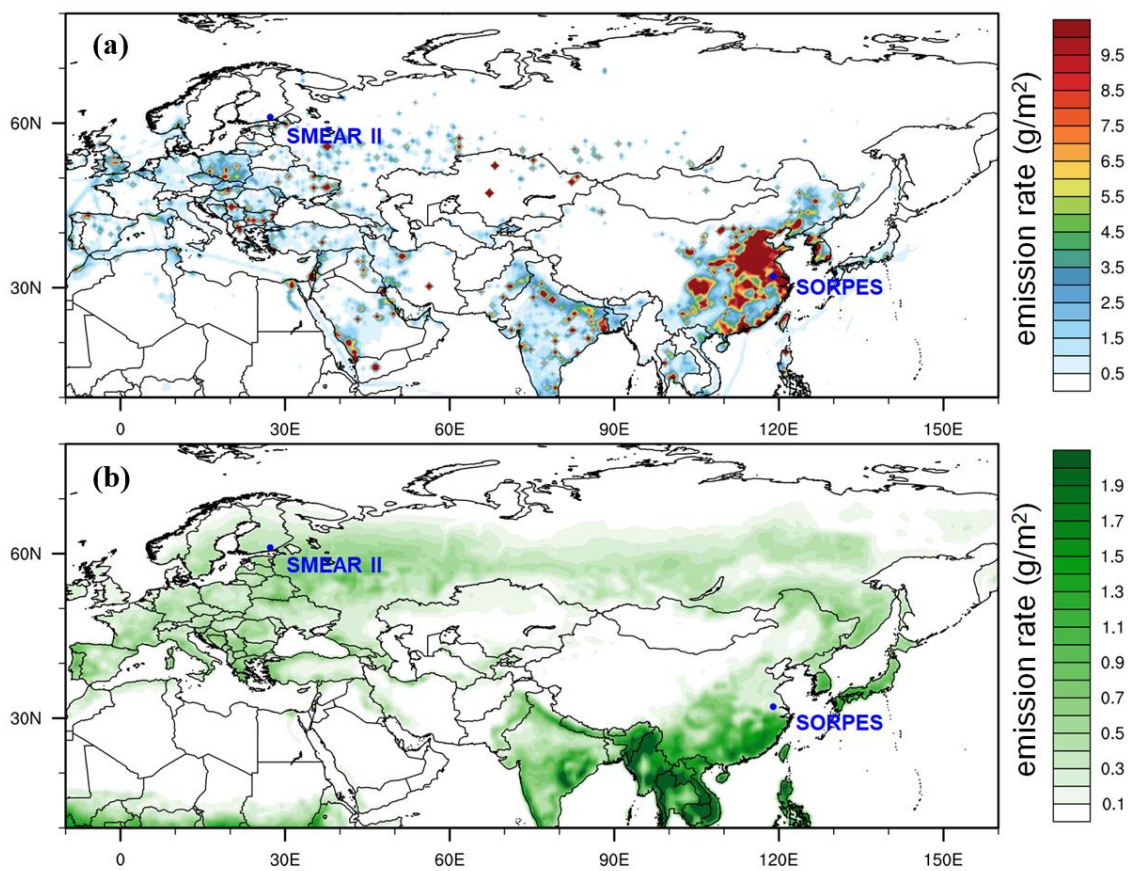 (a)
60N
30N
SMEAR II
SORPES
0
30E
60E
90E
120E
150E
9.5
8.5
7.5
6.5
5.5
4.5
3.5
2.5
1.5
0.5
emission rate (g/m²)
(b)
60N
30N
SMEAR II
SORPES
0
30E
60E
90E
120E
150E
1.9
1.7
1.5
1.3
1.1
0.9
0.7
0.5
0.3
0.1
emission rate (g/m²)